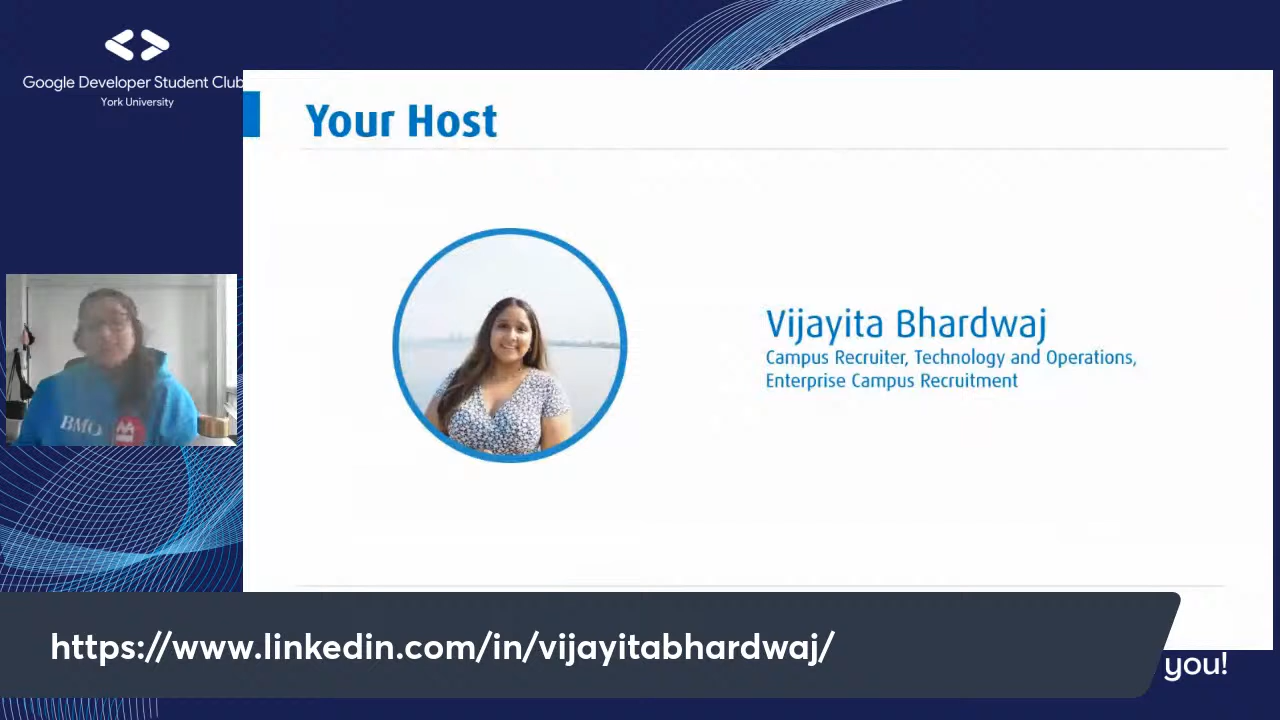 Google Developer Student Club
York University
Your Host
Vijayita Bhardwaj
Campus Recruiter, Technology and Operations,
Enterprise Campus Recruitment
BMO
https://www.linkedin.com/in/vijayitabhardwaj/
you!